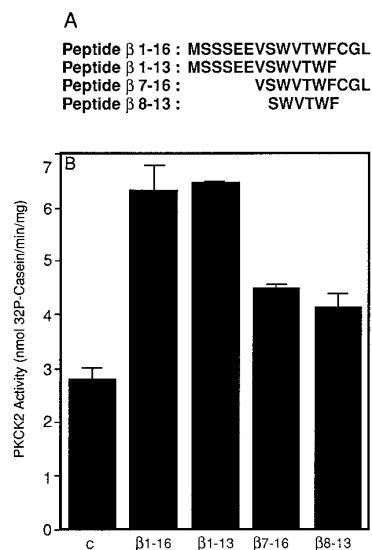 A
Peptide β 1-16 : MSSSEEVSWVTWFCGL
Peptide β 1-13 : MSSSEEVSWVTWF
Peptide β 7-16 : VSWVTWFCGL
Peptide β 8-13 : SWVTWF
B
PKCK2 Activity (nmol 32P-Casein/min/mg)
7
6
5
4
3
2
1
0
c β1-16 β1-13 β7-16 β8-13